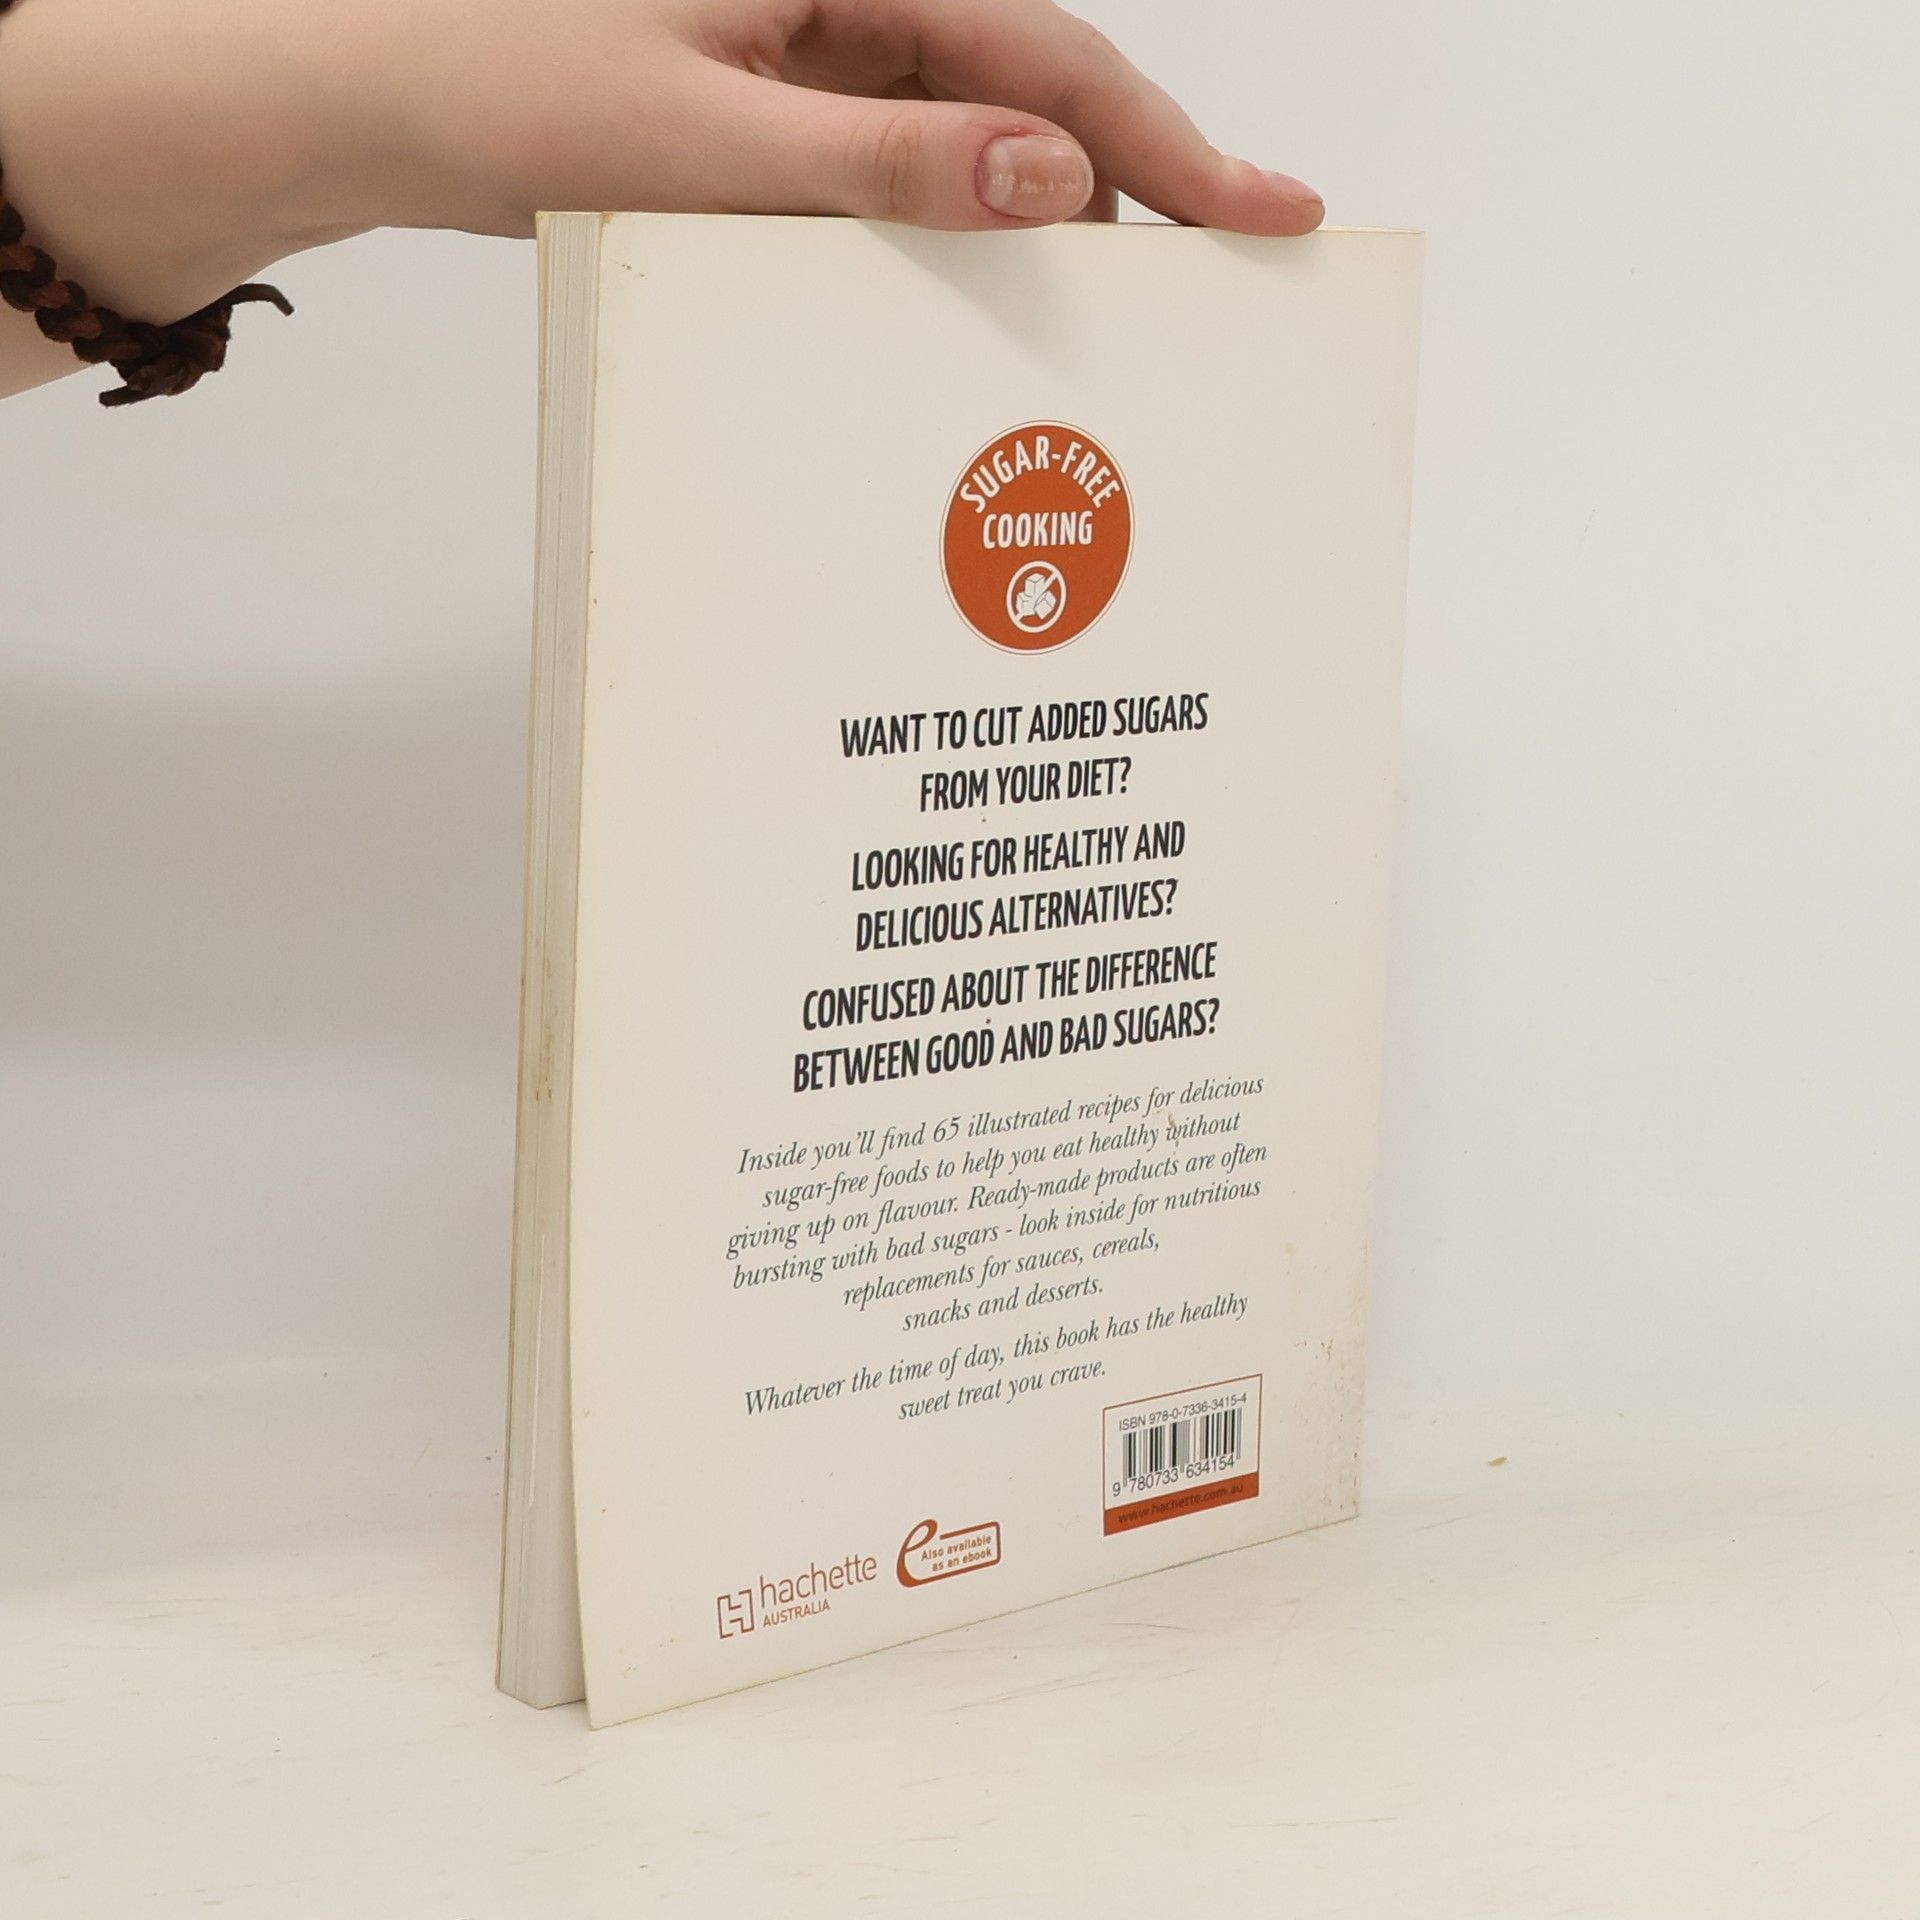 SUGAR-FREE
COOKING
WANT TO CUT ADDED SUGARS
FROM YOUR DIET?
LOOKING FOR HEALTHY AND
DELICIOUS ALTERNATIVES?
CONFUSED ABOUT THE DIFFERENCE
BETWEEN GOOD AND BAD SUGARS?
Inside you'll find 65 illustrated recipes for delicious
sugar-free foods to help you eat healthy without
giving up on flavour. Ready-made products are often
bursting with bad sugars - look inside for nutritious
replacements for sauces, cereals,
snacks and desserts.
Whatever the time of day, this book has the healthy
sweet treat you crave.
ISBN 978-0-7336-3415-4
9 780733 634154
www.hachette.com.au
hachette
AUSTRALIA
e
Also available
as an ebook